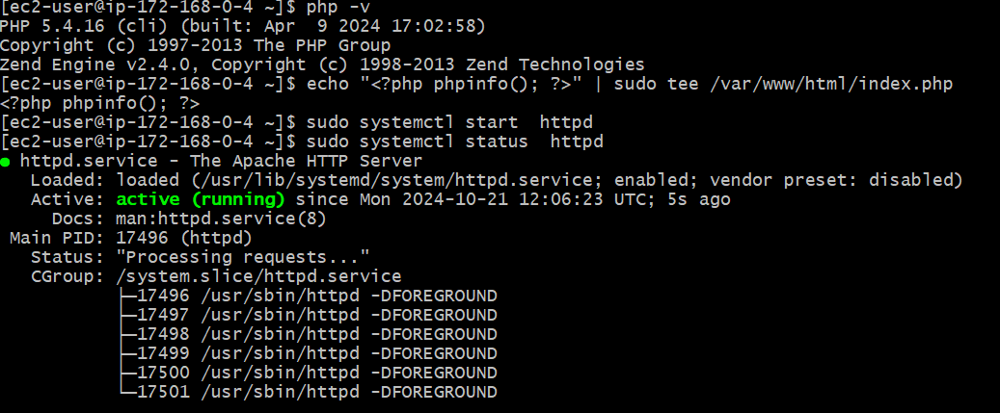 [ec2-user@ip-172-168-0-4 ~]$ php -v
PHP 5.4.16 (cli) (built: Apr  9 2024 17:02:58)
Copyright (c) 1997-2013 The PHP Group
Zend Engine v2.4.0, Copyright (c) 1998-2013 Zend Technologies
[ec2-user@ip-172-168-0-4 ~]$ echo "<?php phpinfo(); ?>" | sudo tee /var/www/html/index.php
<?php phpinfo(); ?>
[ec2-user@ip-172-168-0-4 ~]$ sudo systemctl start  httpd
[ec2-user@ip-172-168-0-4 ~]$ sudo systemctl status  httpd
● httpd.service - The Apache HTTP Server
   Loaded: loaded (/usr/lib/systemd/system/httpd.service; enabled; vendor preset: disabled)
   Active: active (running) since Mon 2024-10-21 12:06:23 UTC; 5s ago
     Docs: man:httpd.service(8)
 Main PID: 17496 (httpd)
   Status: "Processing requests..."
   CGroup: /system.slice/httpd.service
           ├─17496 /usr/sbin/httpd -DFOREGROUND
           ├─17497 /usr/sbin/httpd -DFOREGROUND
           ├─17498 /usr/sbin/httpd -DFOREGROUND
           ├─17499 /usr/sbin/httpd -DFOREGROUND
           ├─17500 /usr/sbin/httpd -DFOREGROUND
           └─17501 /usr/sbin/httpd -DFOREGROUND